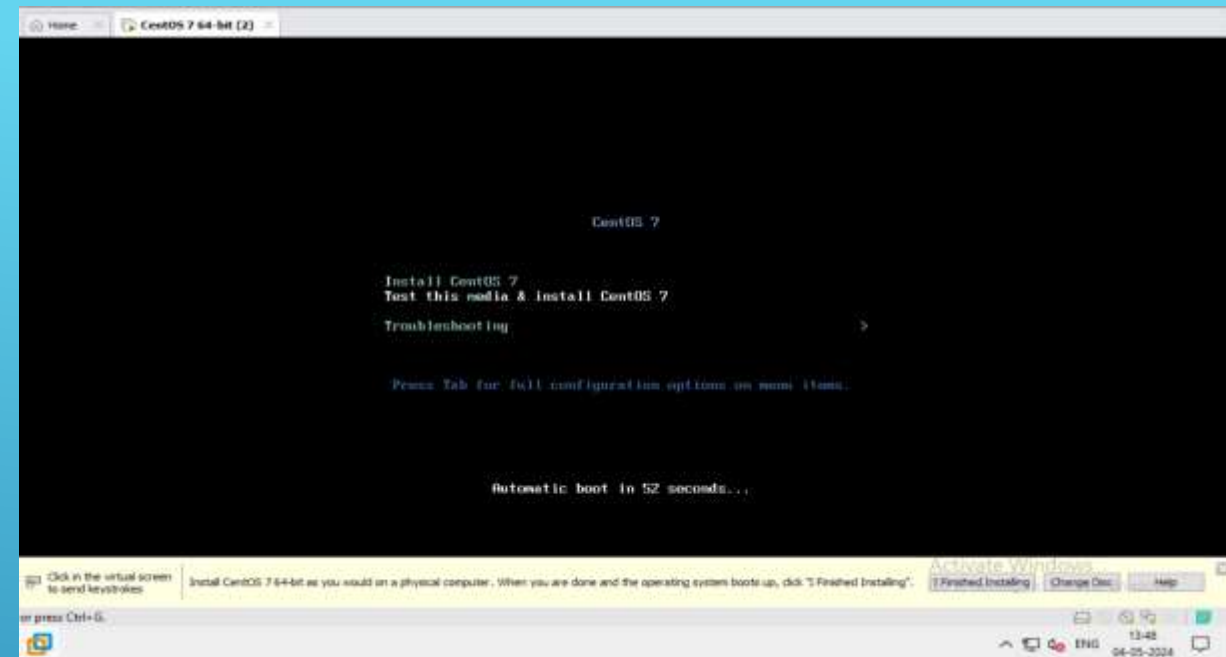 Home
CentOS 7 64-bit (2)
CentOS 7
Install CentOS 7
Test this media & install CentOS 7
Troubleshooting >
Press Tab for full configuration options on menu items.
Automatic boot in 52 seconds...
Click in the virtual screen
to send keystrokes
Install CentOS 7 64-bit as you would on a physical computer. When you are done and the operating system boots up, click "I Finished Installing".
Activate Windows
I Finished Installing
Change Disc
Help
or press Ctrl+G.
ENG
13:48
04-05-2024